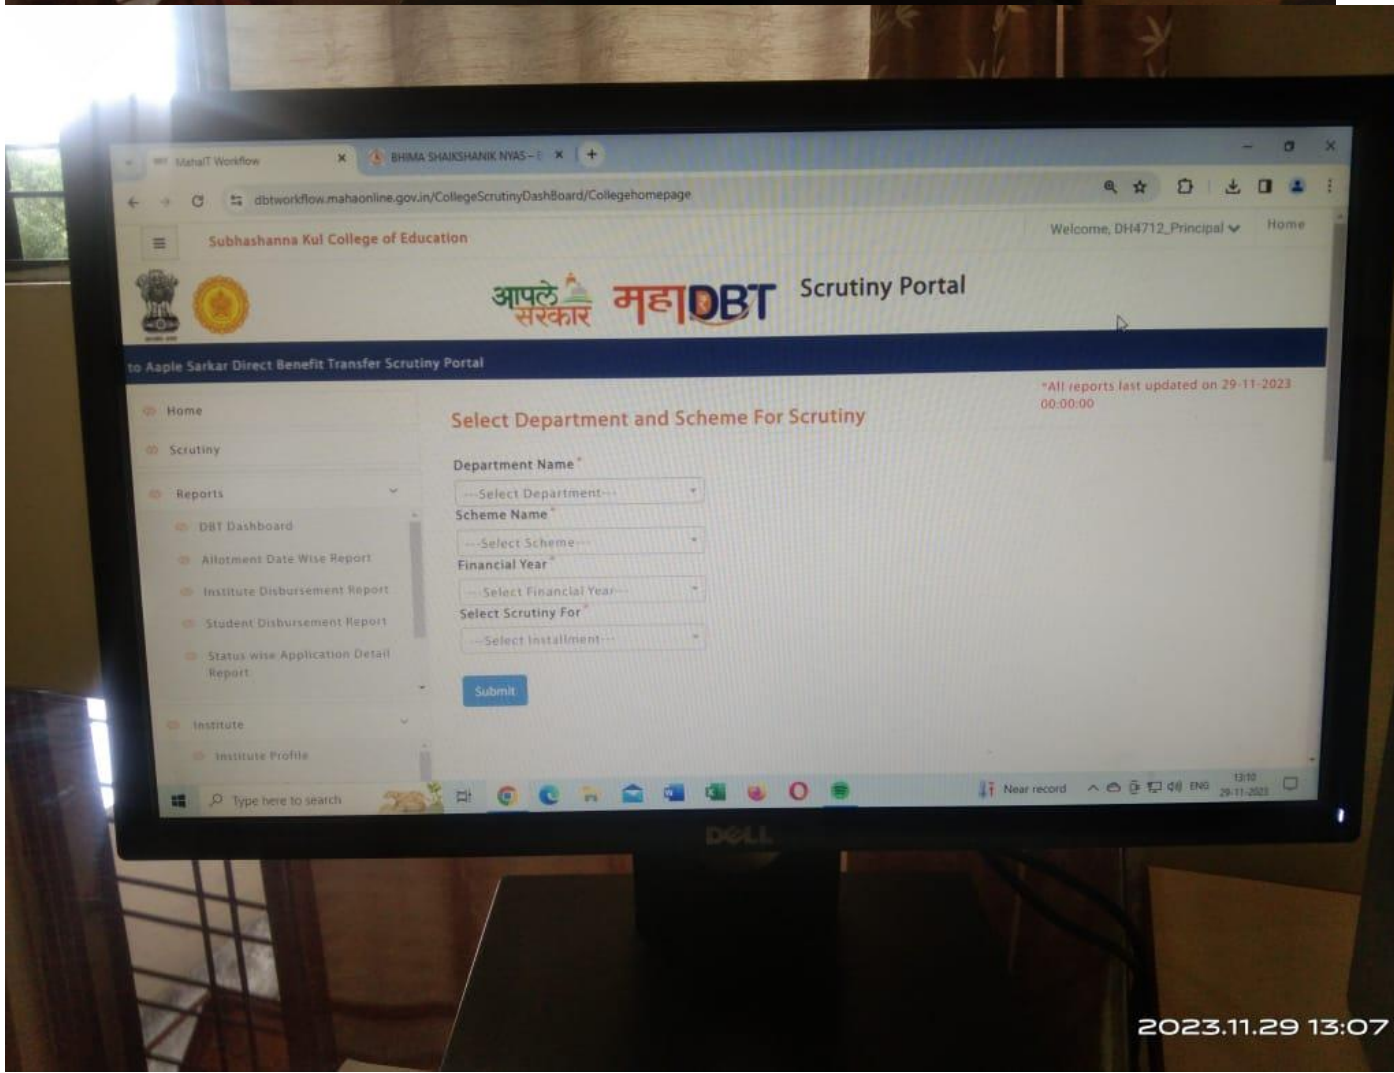 MahaIT Workflow
BHIMA SHAIKSHANIK NYAS –
dbtworkflow.mahaonline.gov.in/CollegeScrutinyDashBoard/Collegehomepage
Subhashanna Kul College of Education
Welcome, DH4712_Principal
Home
आपले सरकार
महाDBT
Scrutiny Portal
to Aaple Sarkar Direct Benefit Transfer Scrutiny Portal
*All reports last updated on 29-11-2023
00:00:00
Home
Scrutiny
Reports
DBT Dashboard
Allotment Date Wise Report
Institute Disbursement Report
Student Disbursement Report
Status wise Application Detail
Report
Institute
Institute Profile
Select Department and Scheme For Scrutiny
Department Name*
---Select Department---
Scheme Name*
---Select Scheme---
Financial Year*
---Select Financial Year---
Select Scrutiny For*
---Select Installment---
Submit
Type here to search
Near record
ENG
13:10
29-11-2023
DELL
2023.11.29 13:07